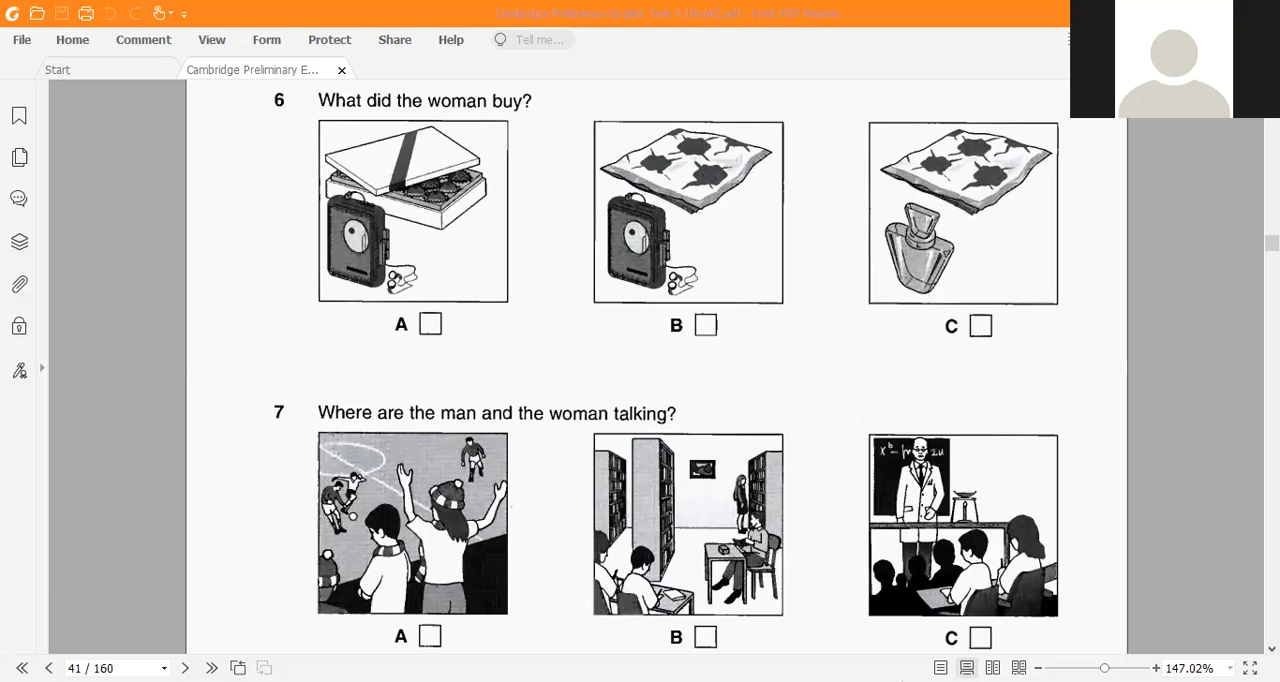 File Home Comment View Form Protect Share Help Tell me...
Start Cambridge Preliminary E...
6 What did the woman buy?
A B C
7 Where are the man and the woman talking?
A B C
41 / 160 147.02%